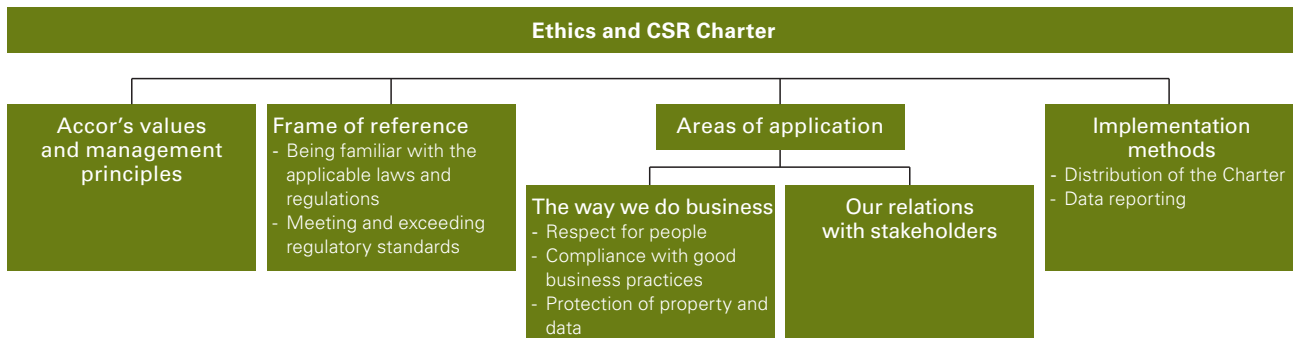 Ethics and CSR Charter
Accor’s values
and management
principles
Frame of reference
- Being familiar with the
applicable laws and
regulations
- Meeting and exceeding
regulatory standards
Areas of application
The way we do business
- Respect for people
- Compliance with good
business practices
- Protection of property and
data
Our relations
with stakeholders
Implementation
methods
- Distribution of the Charter
- Data reporting